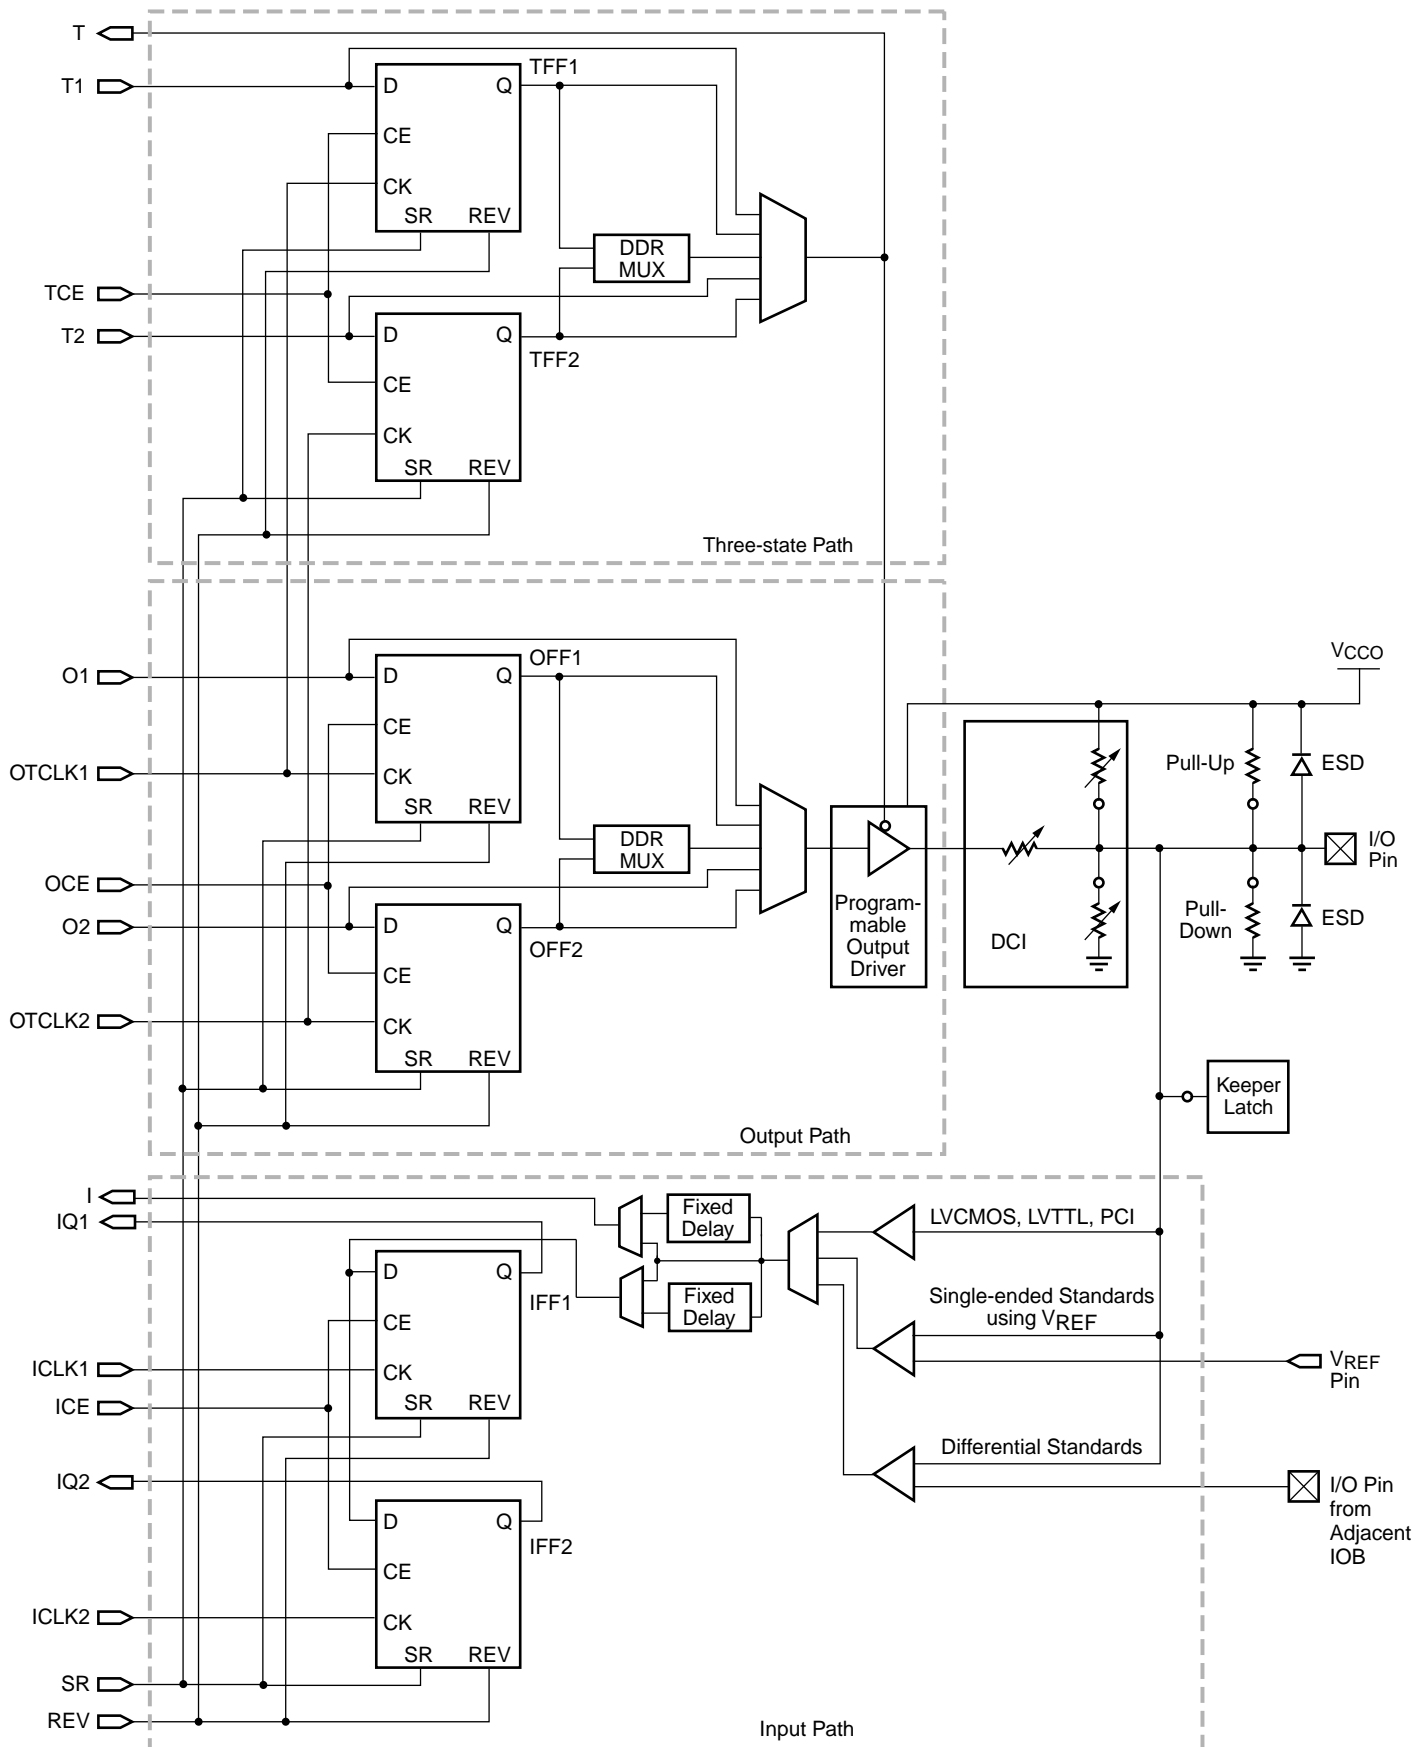 T
T1
D
Q
TFF1
CE
CK
SR
REV
DDR
MUX
TCE
T2
D
Q
TFF2
CE
CK
SR
REV
Three-state Path
O1
D
Q
OFF1
CE
OTCLK1
CK
SR
REV
DDR
MUX
OCE
O2
D
Q
OFF2
CE
OTCLK2
CK
SR
REV
Program-
mable
Output
Driver
DCI
VCCO
Pull-Up
ESD
I/O
Pin
Pull-
Down
ESD
Keeper
Latch
Output Path
I
IQ1
Fixed
Delay
LVCMOS, LVTTL, PCI
D
Q
IFF1
Fixed
Delay
Single-ended Standards
using VREF
CE
ICLK1
CK
VREF
Pin
ICE
SR
REV
Differential Standards
IQ2
I/O Pin
from
Adjacent
IOB
D
Q
IFF2
CE
ICLK2
CK
SR
SR
REV
REV
Input Path